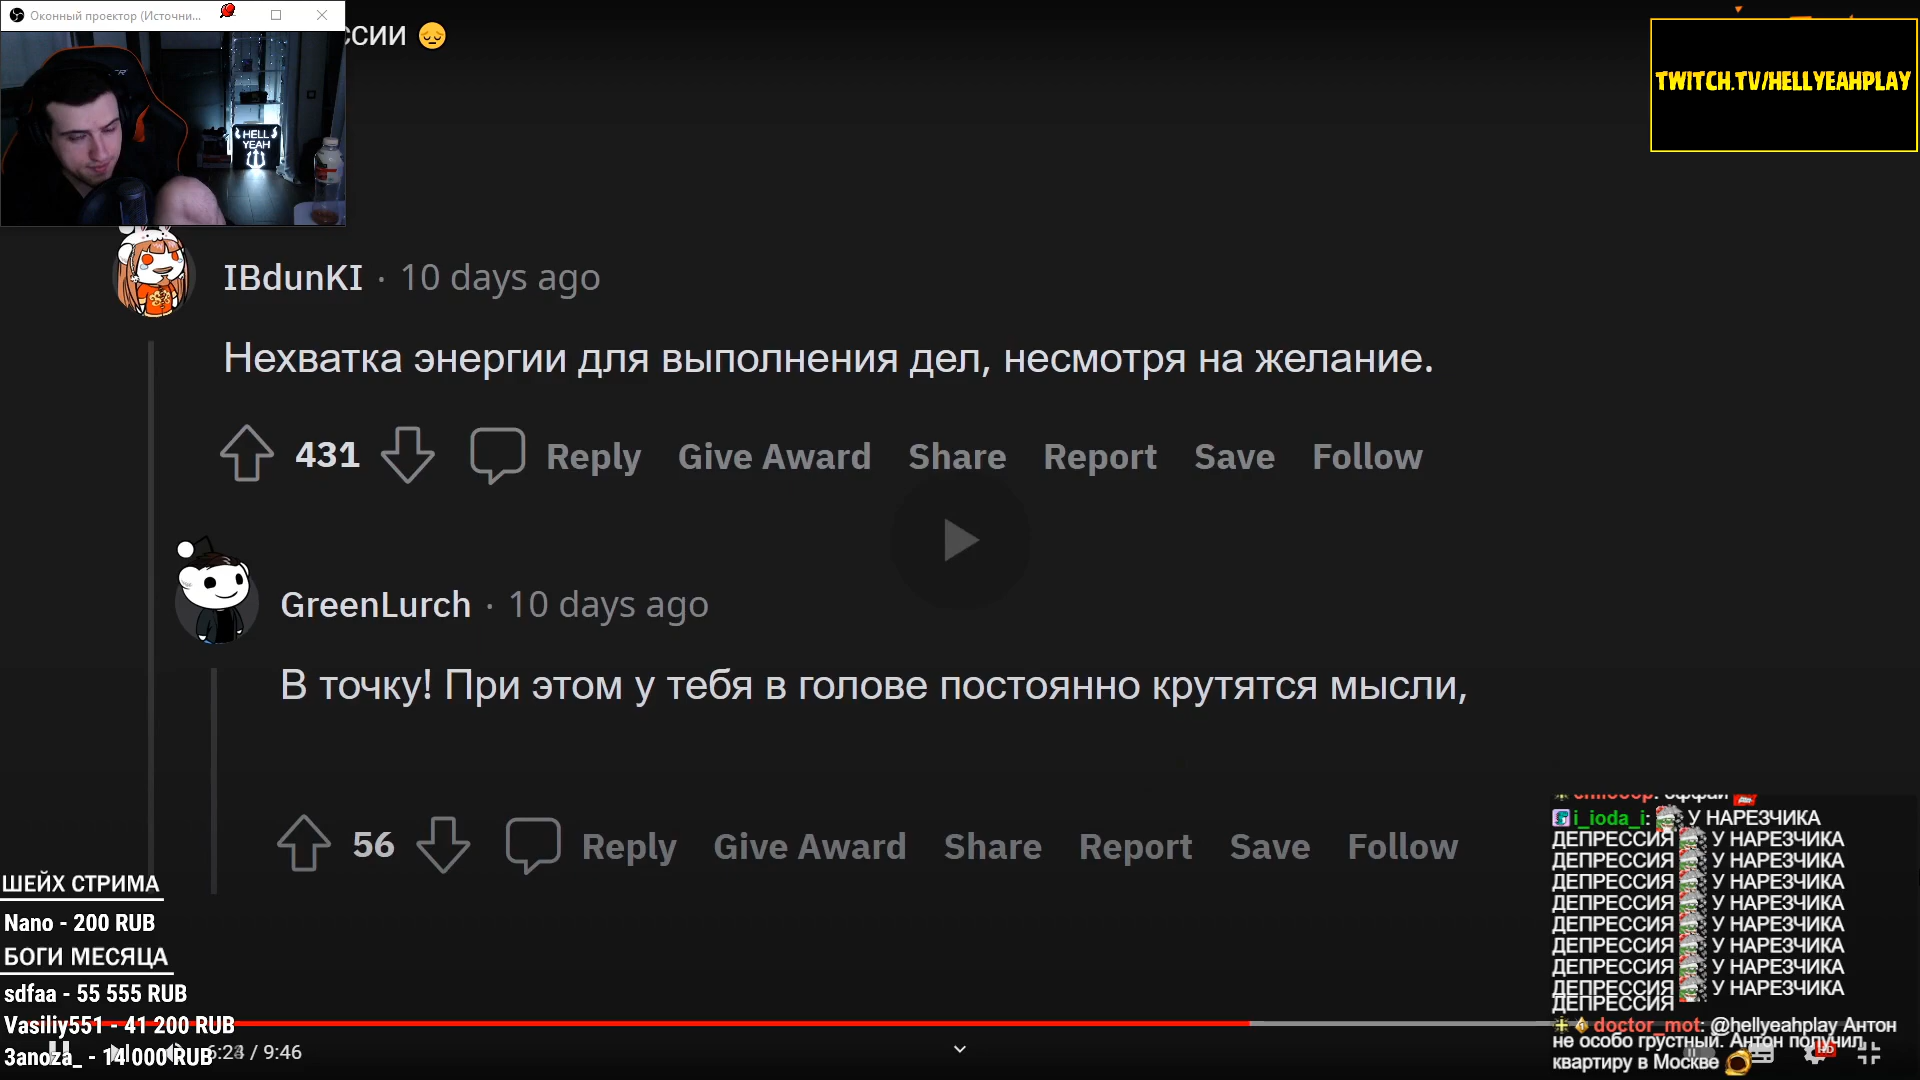 Оконный проектор (Источни...
ссии 😔
TWITCH.TV/HELLYEAHPLAY
HELL
YEAH
IBdunKI · 10 days ago
Нехватка энергии для выполнения дел, несмотря на желание.
431 Reply Give Award Share Report Save Follow
GreenLurch · 10 days ago
В точку! При этом у тебя в голове постоянно крутятся мысли,
56 Reply Give Award Share Report Save Follow
ШЕЙХ СТРИМА
Nano - 200 RUB
БОГИ МЕСЯЦА
sdfaa - 55 555 RUB
Vasiliy551 - 41 200 RUB
3anoza_ - 14 000 RUB
/ 9:46
i_ioda_i: У НАРЕЗЧИКА
ДЕПРЕССИЯ У НАРЕЗЧИКА
ДЕПРЕССИЯ У НАРЕЗЧИКА
ДЕПРЕССИЯ У НАРЕЗЧИКА
ДЕПРЕССИЯ У НАРЕЗЧИКА
ДЕПРЕССИЯ У НАРЕЗЧИКА
ДЕПРЕССИЯ У НАРЕЗЧИКА
ДЕПРЕССИЯ У НАРЕЗЧИКА
ДЕПРЕССИЯ У НАРЕЗЧИКА
ДЕПРЕССИЯ
doctor_mot: @hellyeahplay Антон
не особо грустный. Антон получил
квартиру в Москве
HD